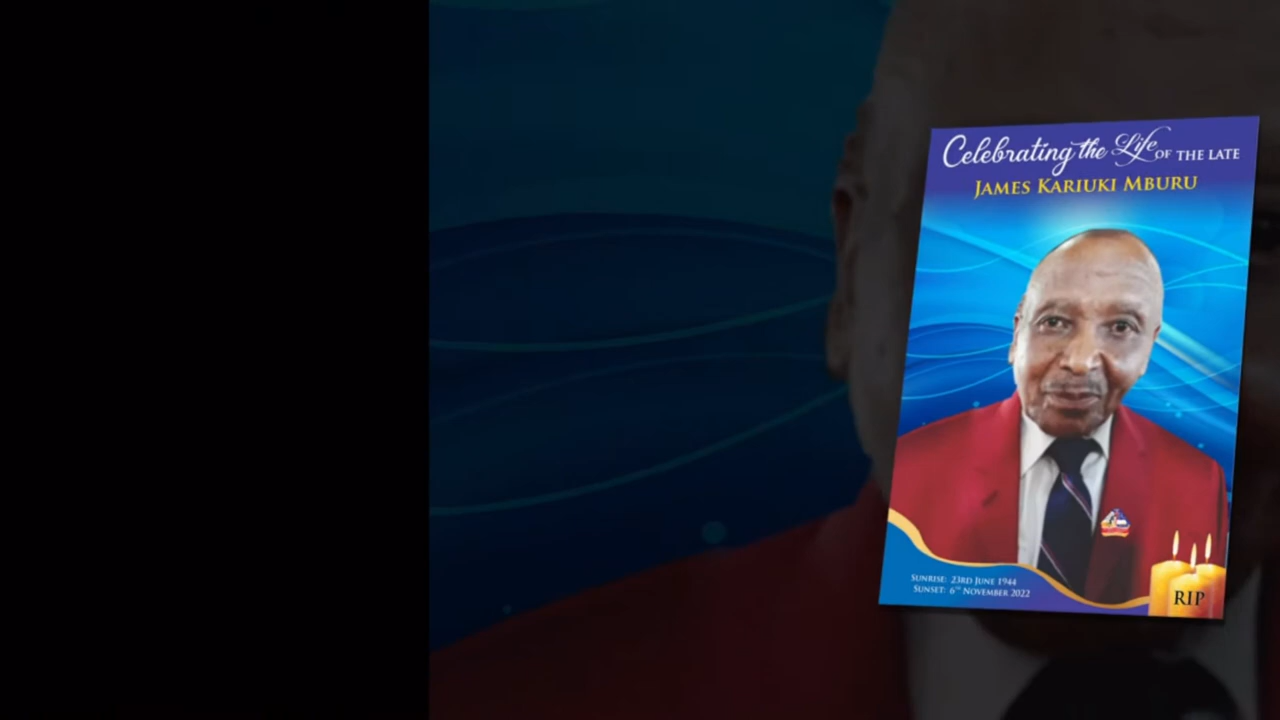 Celebrating the Life OF THE LATE
JAMES KARIUKI MBURU
SUNRISE: 23RD JUNE 1944
SUNSET: 6TH NOVEMBER 2022
RIP